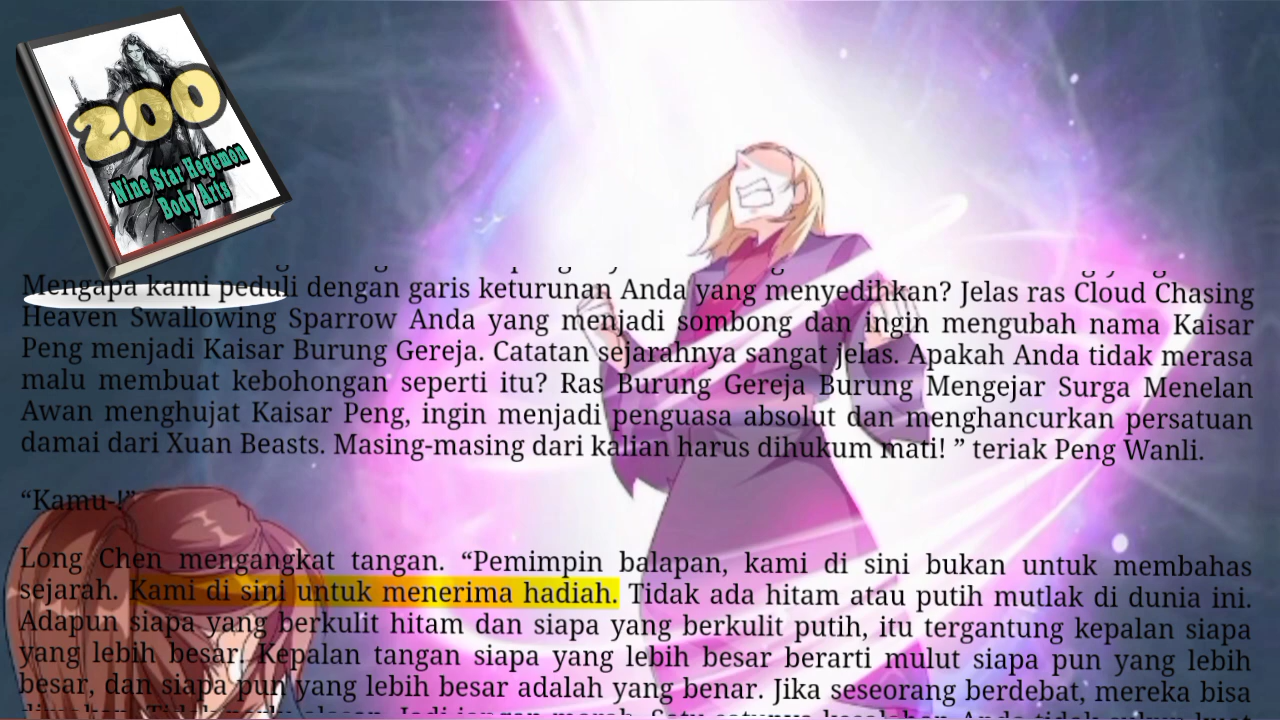 200
Nine Star Hegemon
Body Arts
Mengapa kami peduli dengan garis keturunan Anda yang menyedihkan? Jelas ras Cloud Chasing
Heaven Swallowing Sparrow Anda yang menjadi sombong dan ingin mengubah nama Kaisar
Peng menjadi Kaisar Burung Gereja. Catatan sejarahnya sangat jelas. Apakah Anda tidak merasa
malu membuat kebohongan seperti itu? Ras Burung Gereja Burung Mengejar Surga Menelan
Awan menghujat Kaisar Peng, ingin menjadi penguasa absolut dan menghancurkan persatuan
damai dari Xuan Beasts. Masing-masing dari kalian harus dihukum mati! ” teriak Peng Wanli.
“Kamu-!”
Long Chen mengangkat tangan. “Pemimpin balapan, kami di sini bukan untuk membahas
sejarah. Kami di sini untuk menerima hadiah. Tidak ada hitam atau putih mutlak di dunia ini.
Adapun siapa yang berkulit hitam dan siapa yang berkulit putih, itu tergantung kepalan siapa
yang lebih besar. Kepalan tangan siapa yang lebih besar berarti mulut siapa pun yang lebih
besar, dan siapa pun yang lebih besar adalah yang benar. Jika seseorang berdebat, mereka bisa